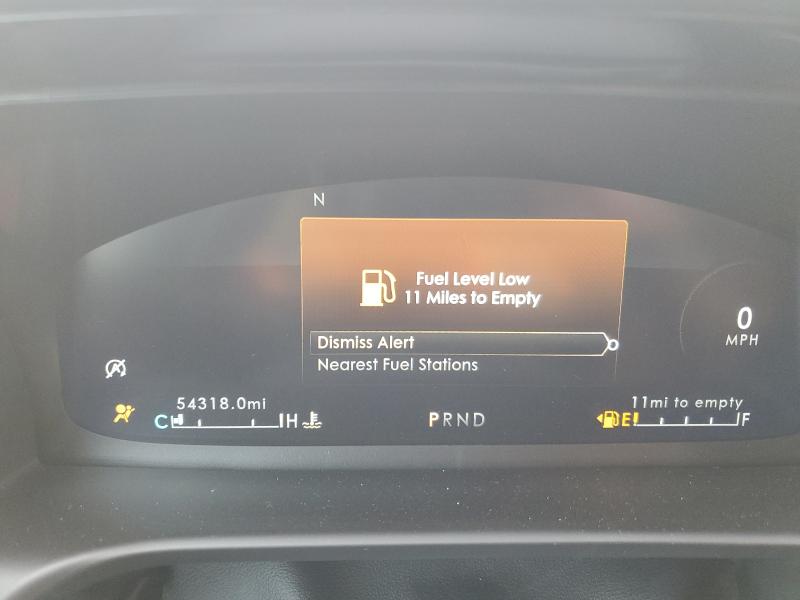 N
Fuel Level Low
11 Miles to Empty
Dismiss Alert
Nearest Fuel Stations
0
MPH
A
54318.0mi
11mi to empty
C H
PRND
E F